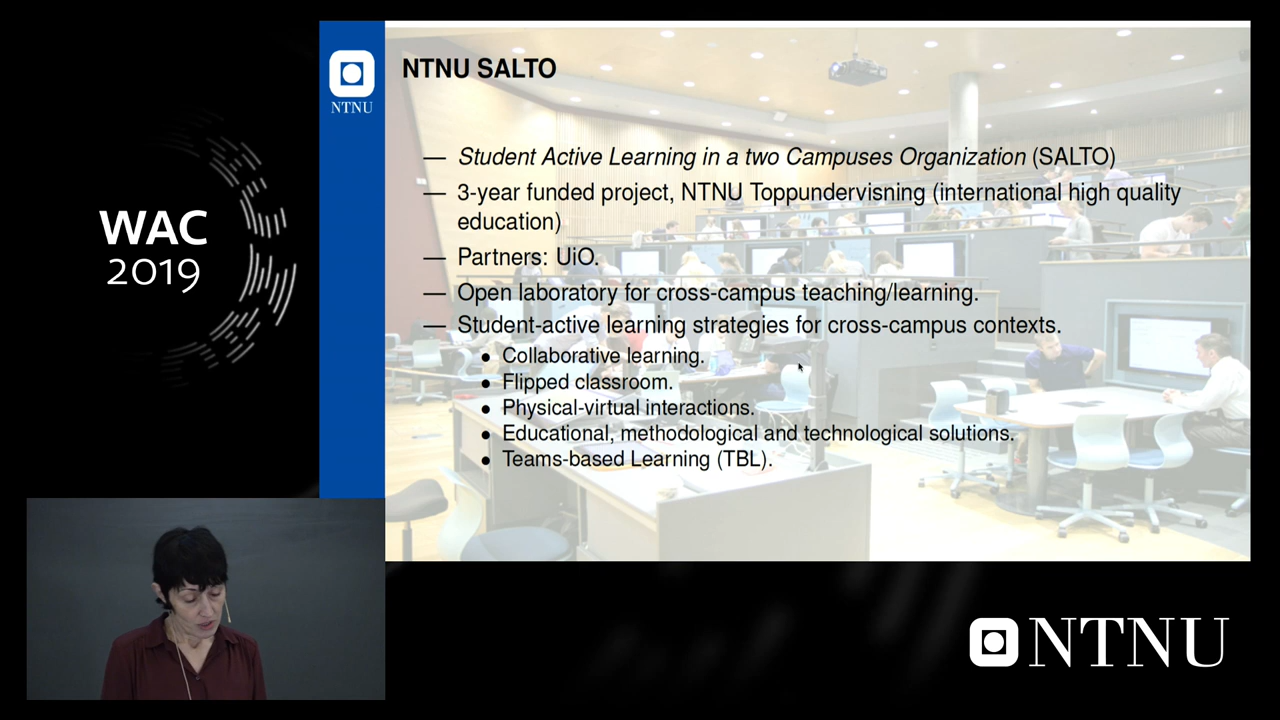 WAC
2019
NTNU
NTNU SALTO
— Student Active Learning in a two Campuses Organization (SALTO)
— 3-year funded project, NTNU Toppundervisning (international high quality
education)
— Partners: UiO.
— Open laboratory for cross-campus teaching/learning.
— Student-active learning strategies for cross-campus contexts.
• Collaborative learning.
• Flipped classroom.
• Physical-virtual interactions.
• Educational, methodological and technological solutions.
• Teams-based Learning (TBL).
NTNU